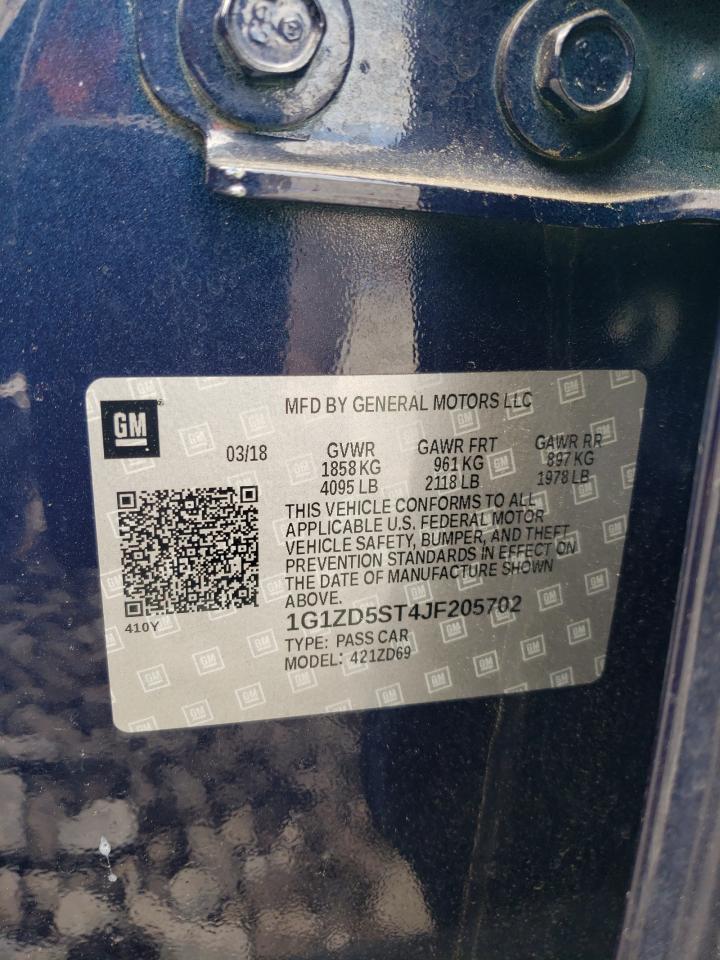 GM
MFD BY GENERAL MOTORS LLC
03/18 GVWR GAWR FRT GAWR RR
1858 KG 961 KG 897 KG
4095 LB 2118 LB 1978 LB
THIS VEHICLE CONFORMS TO ALL
APPLICABLE U.S. FEDERAL MOTOR
VEHICLE SAFETY, BUMPER, AND THEFT
PREVENTION STANDARDS IN EFFECT ON
THE DATE OF MANUFACTURE SHOWN
ABOVE.
410Y
1G1ZD5ST4JF205702
TYPE: PASS CAR
MODEL: 421ZD69